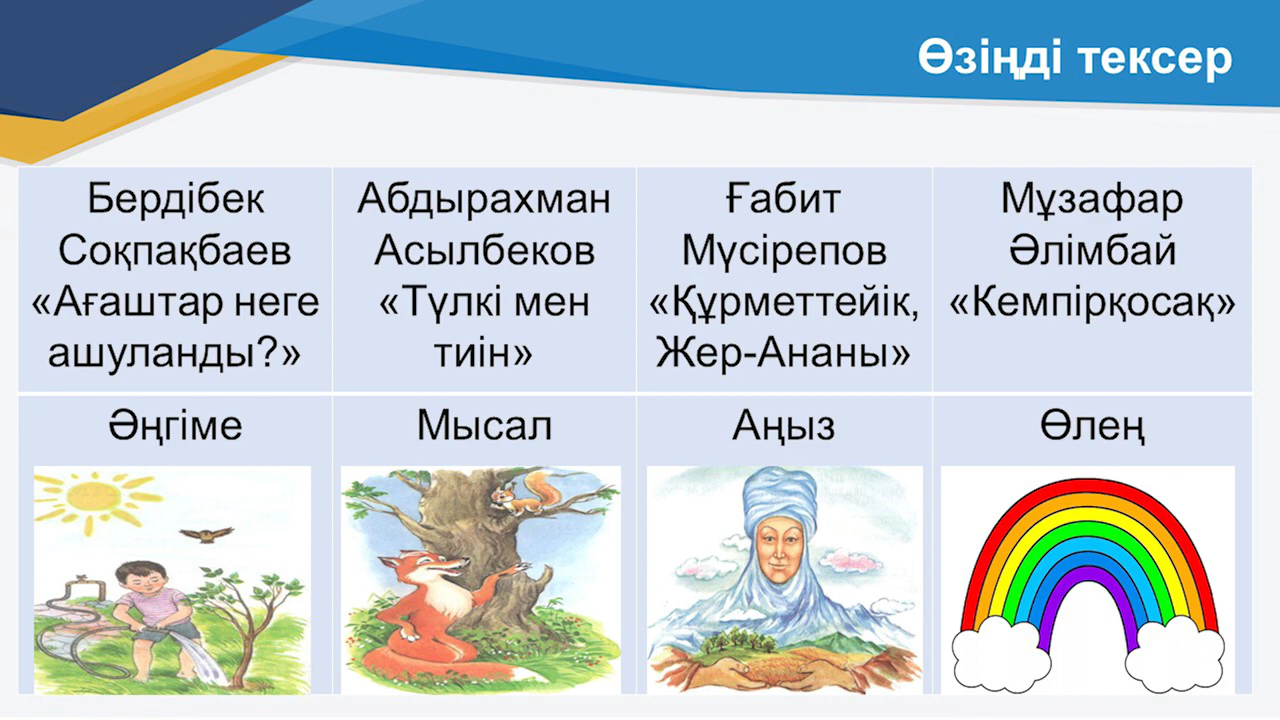 Өзіңді тексер
Бердібек
Соқпақбаев
«Ағаштар неге
ашуланды?»
Абдырахман
Асылбеков
«Түлкі мен
тиін»
Ғабит
Мүсірепов
«Құрметтейік,
Жер-Ананы»
Мұзафар
Әлімбай
«Кемпірқосақ»
Әңгіме
Мысал
Аңыз
Өлең